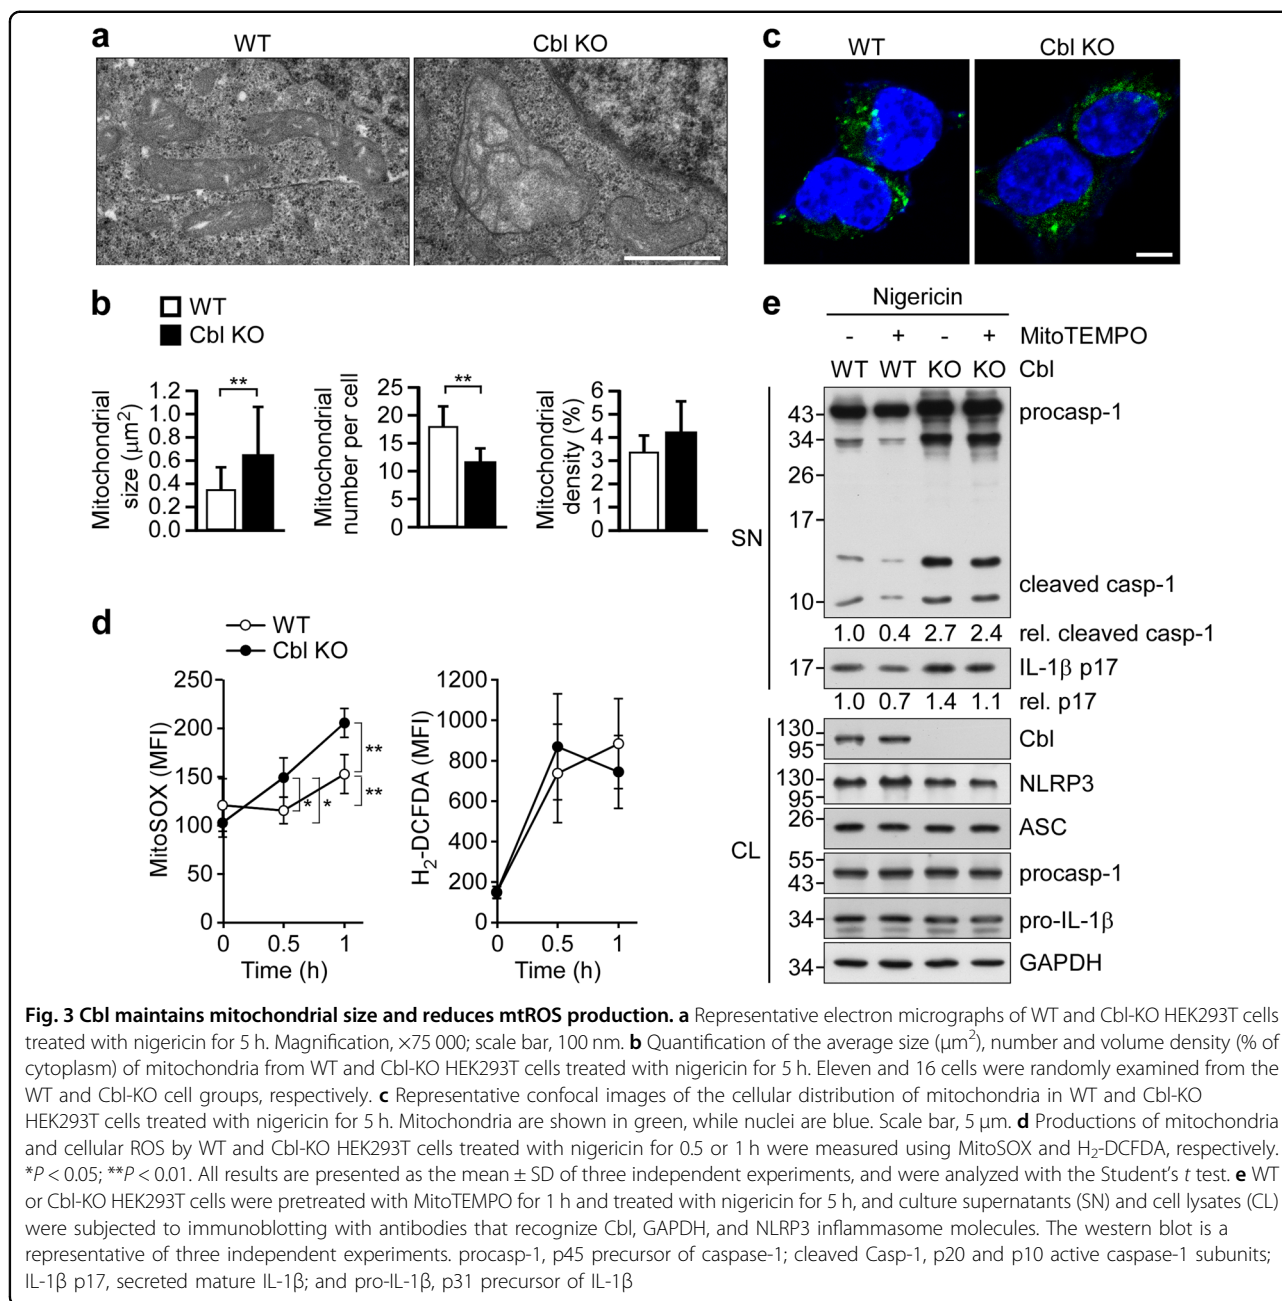 a
WT
Cbl KO
c
WT
Cbl KO
b
WT
Cbl KO
Mitochondrial
size (μm²)
1.2
1.0
0.8
0.6
0.4
0.2
0.0
**
Mitochondrial
number per cell
25
20
15
10
5
0
**
Mitochondrial
density (%)
6
5
4
3
2
1
0
d
WT
Cbl KO
MitoSOX (MFI)
250
200
150
100
50
0
**
**
*
*
0 0.5 1
Time (h)
H₂-DCFDA (MFI)
1200
1000
800
600
400
200
0
0 0.5 1
Time (h)
e
Nigericin
- + - + MitoTEMPO
WT WT KO KO Cbl
SN
43 procasp-1
34
26
17
cleaved casp-1
10
1.0 0.4 2.7 2.4 rel. cleaved casp-1
17 IL-1β p17
1.0 0.7 1.4 1.1 rel. p17
CL
130
95 Cbl
130 NLRP3
95
26 ASC
55 procasp-1
43
34 pro-IL-1β
34 GAPDH
Fig. 3 Cbl maintains mitochondrial size and reduces mtROS production. a Representative electron micrographs of WT and Cbl-KO HEK293T cells
treated with nigericin for 5 h. Magnification, ×75 000; scale bar, 100 nm. b Quantification of the average size (μm²), number and volume density (% of
cytoplasm) of mitochondria from WT and Cbl-KO HEK293T cells treated with nigericin for 5 h. Eleven and 16 cells were randomly examined from the
WT and Cbl-KO cell groups, respectively. c Representative confocal images of the cellular distribution of mitochondria in WT and Cbl-KO
HEK293T cells treated with nigericin for 5 h. Mitochondria are shown in green, while nuclei are blue. Scale bar, 5 μm. d Productions of mitochondria
and cellular ROS by WT and Cbl-KO HEK293T cells treated with nigericin for 0.5 or 1 h were measured using MitoSOX and H₂-DCFDA, respectively.
*P < 0.05; **P < 0.01. All results are presented as the mean ± SD of three independent experiments, and were analyzed with the Student's t test. e WT
or Cbl-KO HEK293T cells were pretreated with MitoTEMPO for 1 h and treated with nigericin for 5 h, and culture supernatants (SN) and cell lysates (CL)
were subjected to immunoblotting with antibodies that recognize Cbl, GAPDH, and NLRP3 inflammasome molecules. The western blot is a
representative of three independent experiments. procasp-1, p45 precursor of caspase-1; cleaved Casp-1, p20 and p10 active caspase-1 subunits;
IL-1β p17, secreted mature IL-1β; and pro-IL-1β, p31 precursor of IL-1β